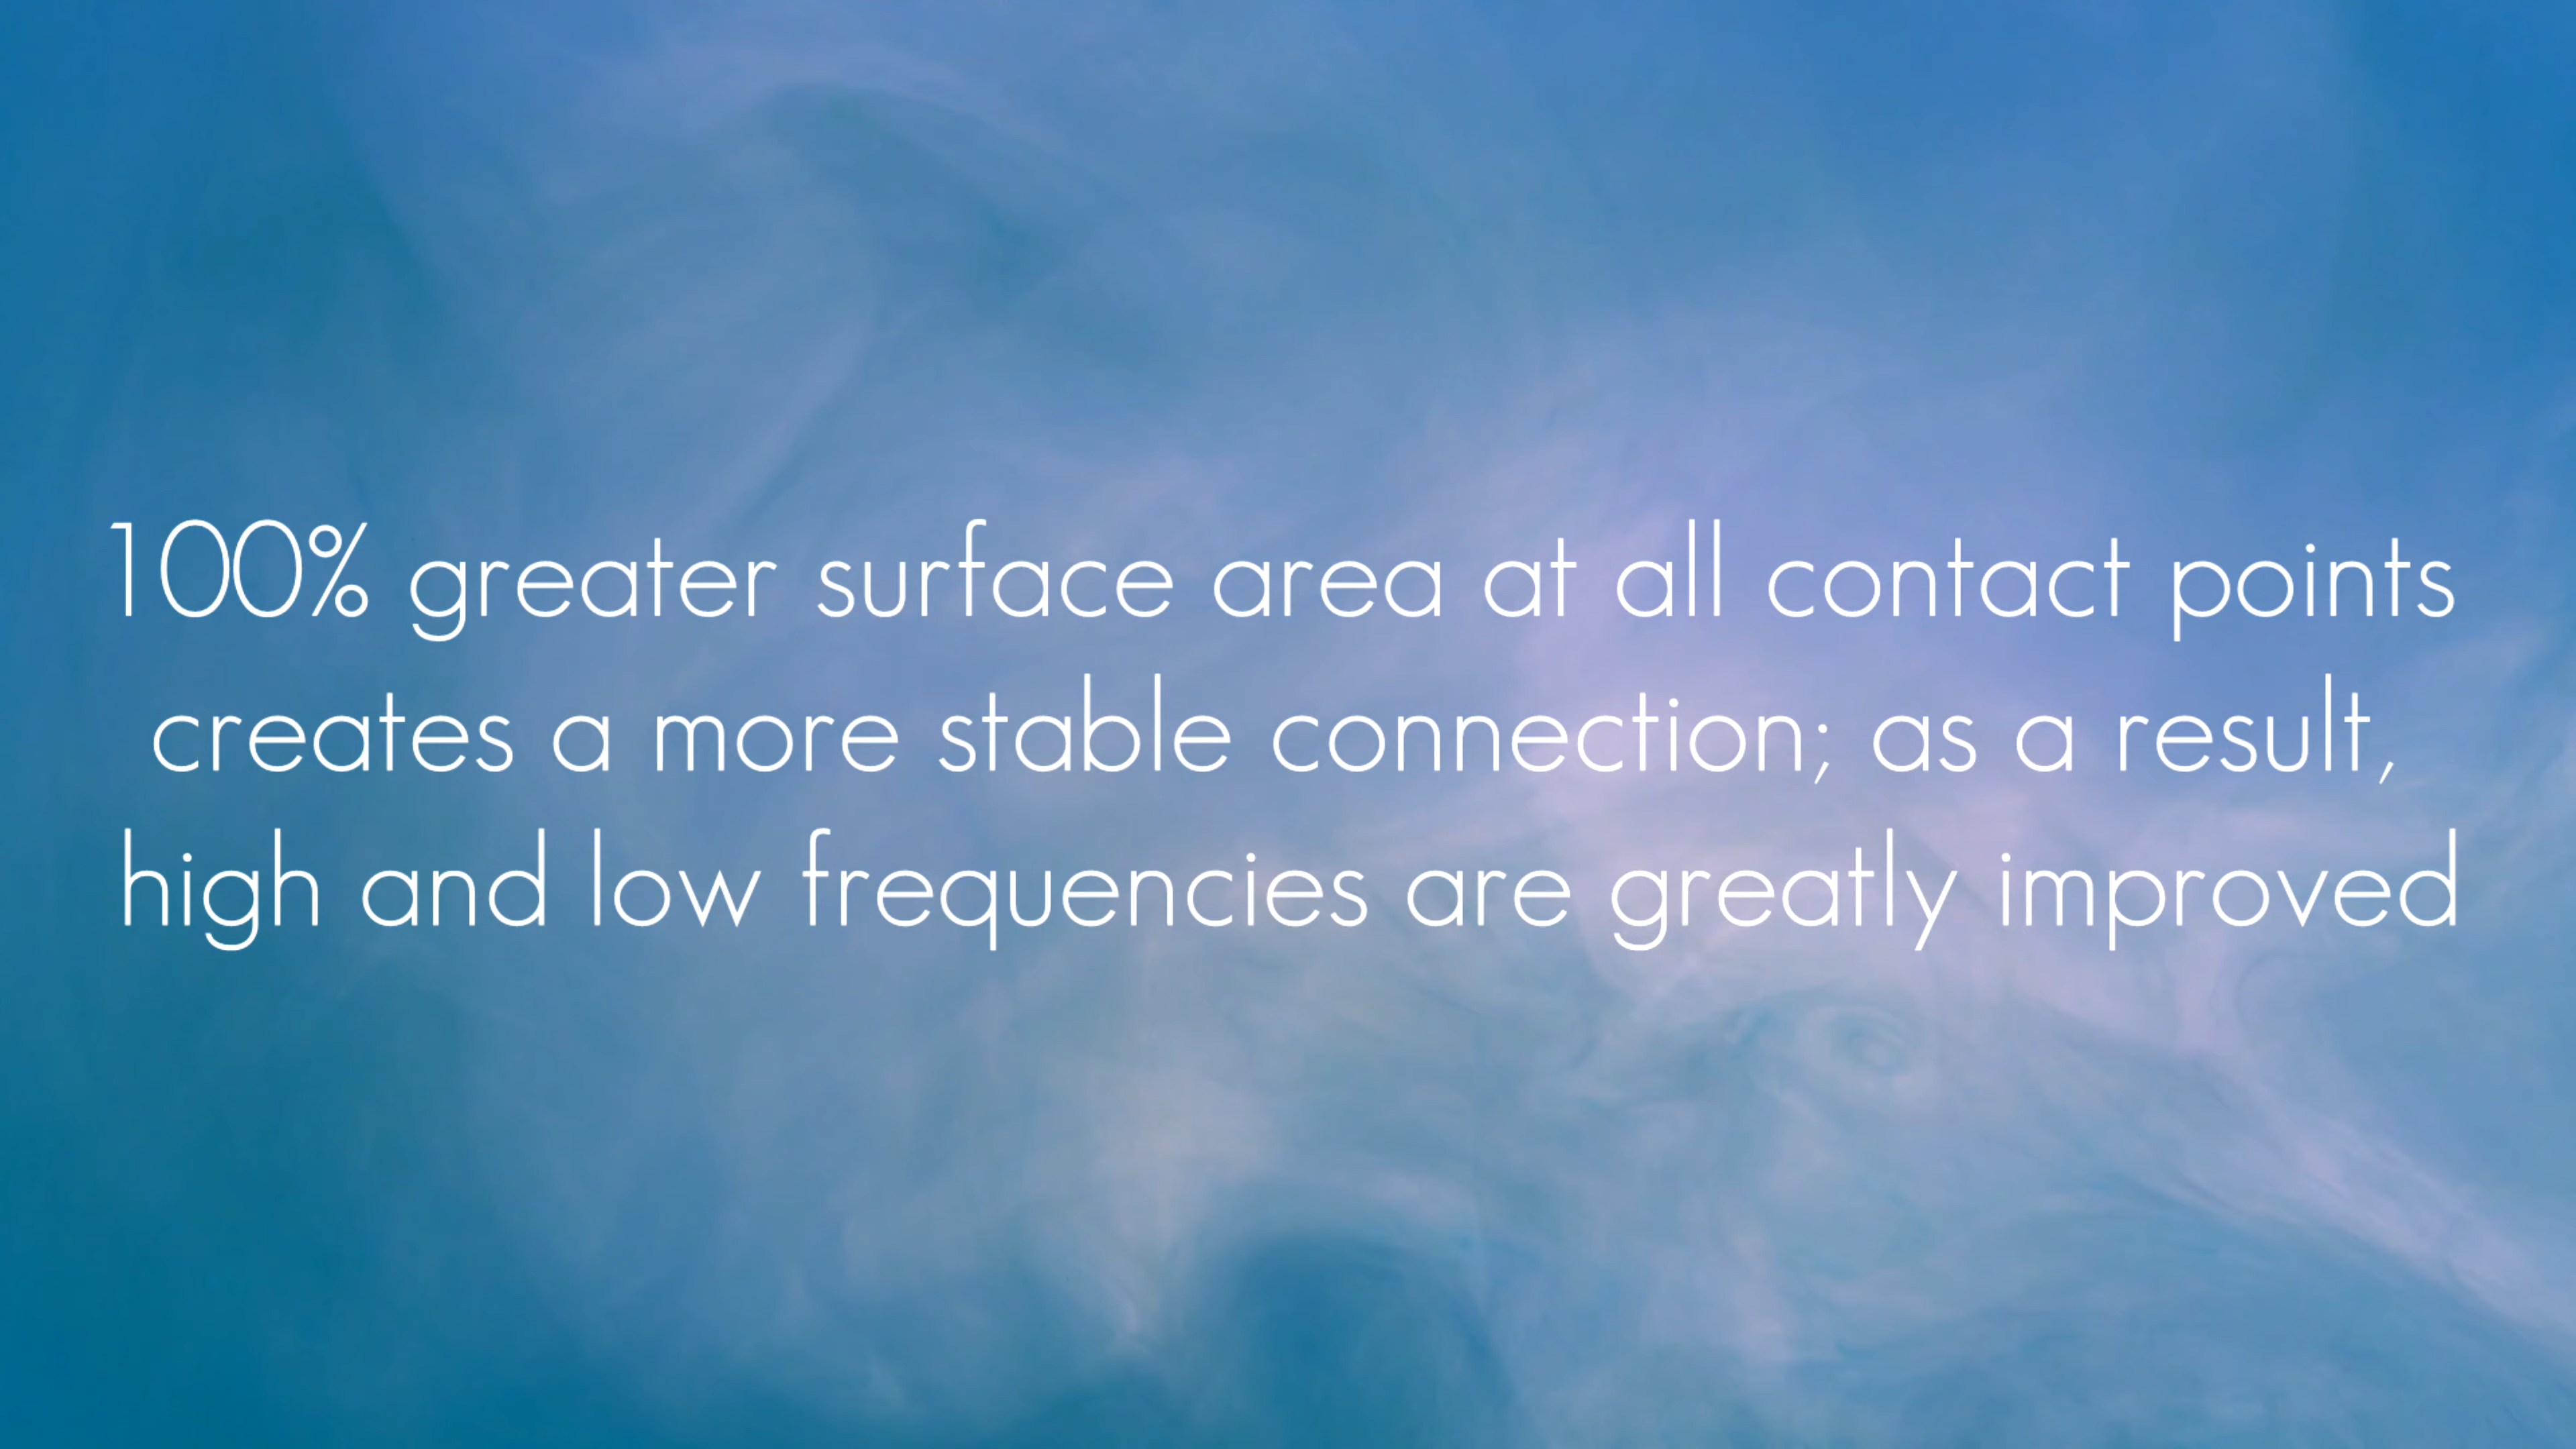 100% greater surface area at all contact points
creates a more stable connection; as a result,
high and low frequencies are greatly improved